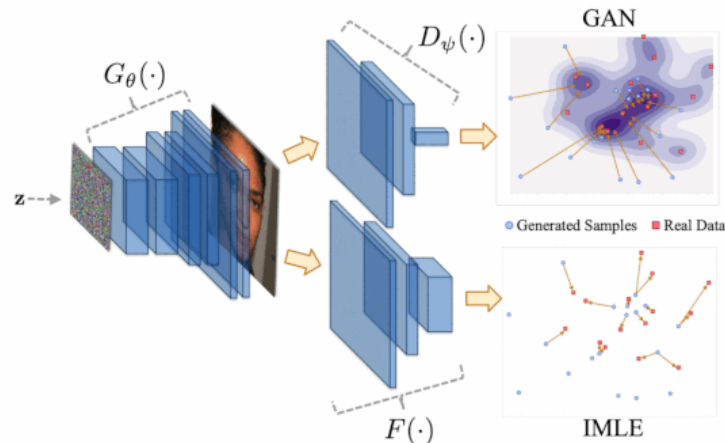 GAN
D_ψ(·)
G_θ(·)
z
Generated Samples
Real Data
F(·)
IMLE